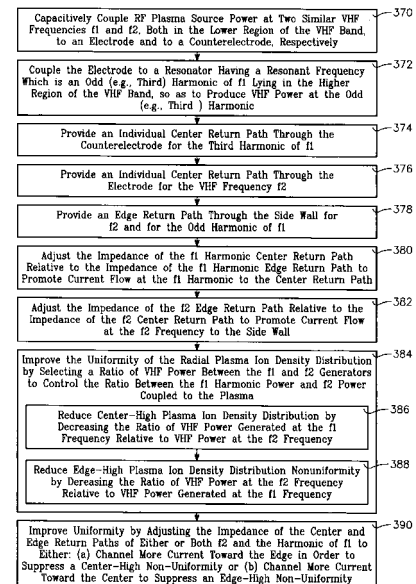 Capacitively Couple RF Plasma Source Power at Two Similar VHF
Frequencies f1 and f2, Both in the Lower Region of the VHF Band,
to an Electrode and to a Counterelectrode, Respectively
370
Couple the Electrode to a Resonator Having a Resonant Frequency
Which is an Odd (e.g., Third) Harmonic of f1 Lying in the Higher
Region of the VHF Band, so as to Produce VHF Power at the Odd
(e.g., Third ) Harmonic
372
Provide an Individual Center Return Path Through the
Counterelectrode for the Third Harmonic of f1
374
Provide an Individual Center Return Path Through the
Electrode for the VHF Frequency f2
376
Provide an Edge Return Path Through the Side Wall for
f2 and for the Odd Harmonic of f1
378
Adjust the Impedance of the f1 Harmonic Center Return Path
Relative to the Impedance of the f1 Harmonic Edge Return Path to
Promote Current Flow at the f1 Harmonic to the Center Return Path
380
Adjust the Impedance of the f2 Edge Return Path Relative to the
Impedance of the f2 Center Return Path to Promote Current Flow
at the f2 Frequency to the Side Wall
382
Improve the Uniformity of the Radial Plasma Ion Density Distribution
by Selecting a Ratio of VHF Power Between the f1 and f2 Generators
to Control the Ratio Between the f1 Harmonic Power and f2 Power
Coupled to the Plasma
384
Reduce Center-High Plasma Ion Density Distribution by
Decreasing the Ratio of VHF Power Generated at the f1
Frequency Relative to VHF Power at the f2 Frequency
386
Reduce Edge-High Plasma Ion Density Distribution Nonuniformity
by Dereasing the Ratio of VHF Power at the f2 Frequency
Relative to VHF Power Generated at the f1 Frequency
388
Improve Uniformity by Adjusting the Impedance of the Center and
Edge Return Paths of Either or Both f2 and the Harmonic of f1 to
Either: (a) Channel More Current Toward the Edge in Order to
Suppress a Center-High Non-Uniformity or (b) Channel More Current
Toward the Center to Suppress an Edge-High Non-Uniformity
390